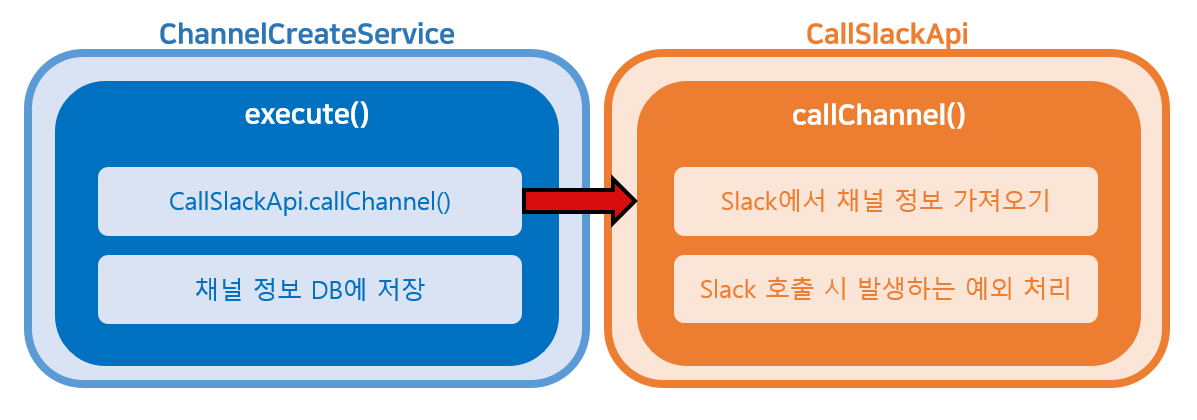 ChannelCreateService
execute()
CallSlackApi.callChannel()
채널 정보 DB에 저장
CallSlackApi
callChannel()
Slack에서 채널 정보 가져오기
Slack 호출 시 발생하는 예외 처리